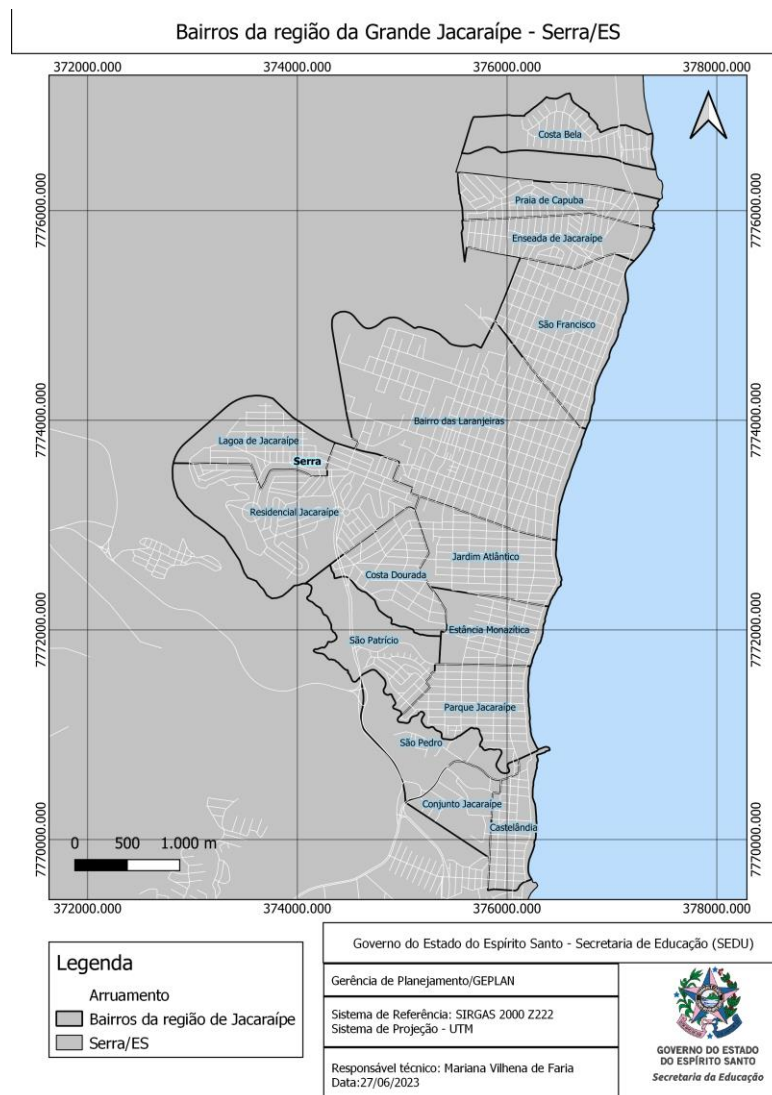 Bairros da região da Grande Jacaraípe - Serra/ES
372000.000 374000.000 376000.000 378000.000
7776000.000 7776000.000
7774000.000 7774000.000
7772000.000 7772000.000
7770000.000 7770000.000
Costa Bela
Praia de Capuba
Enseada de Jacaraípe
São Francisco
Bairro das Laranjeiras
Lagoa de Jacaraípe
Serra
Residencial Jacaraípe
Jardim Atlântico
Costa Dourada
Estância Monazítica
São Patrício
Parque Jacaraípe
São Pedro
Conjunto Jacaraípe
Castelândia
0 500 1.000 m
372000.000 374000.000 376000.000 378000.000
Legenda
Arruamento
Bairros da região de Jacaraípe
Serra/ES
Governo do Estado do Espírito Santo - Secretaria de Educação (SEDU)
Gerência de Planejamento/GEPLAN
Sistema de Referência: SIRGAS 2000 Z222
Sistema de Projeção - UTM
Responsável técnico: Mariana Vilhena de Faria
Data:27/06/2023
GOVERNO DO ESTADO
DO ESPÍRITO SANTO
Secretaria da Educação